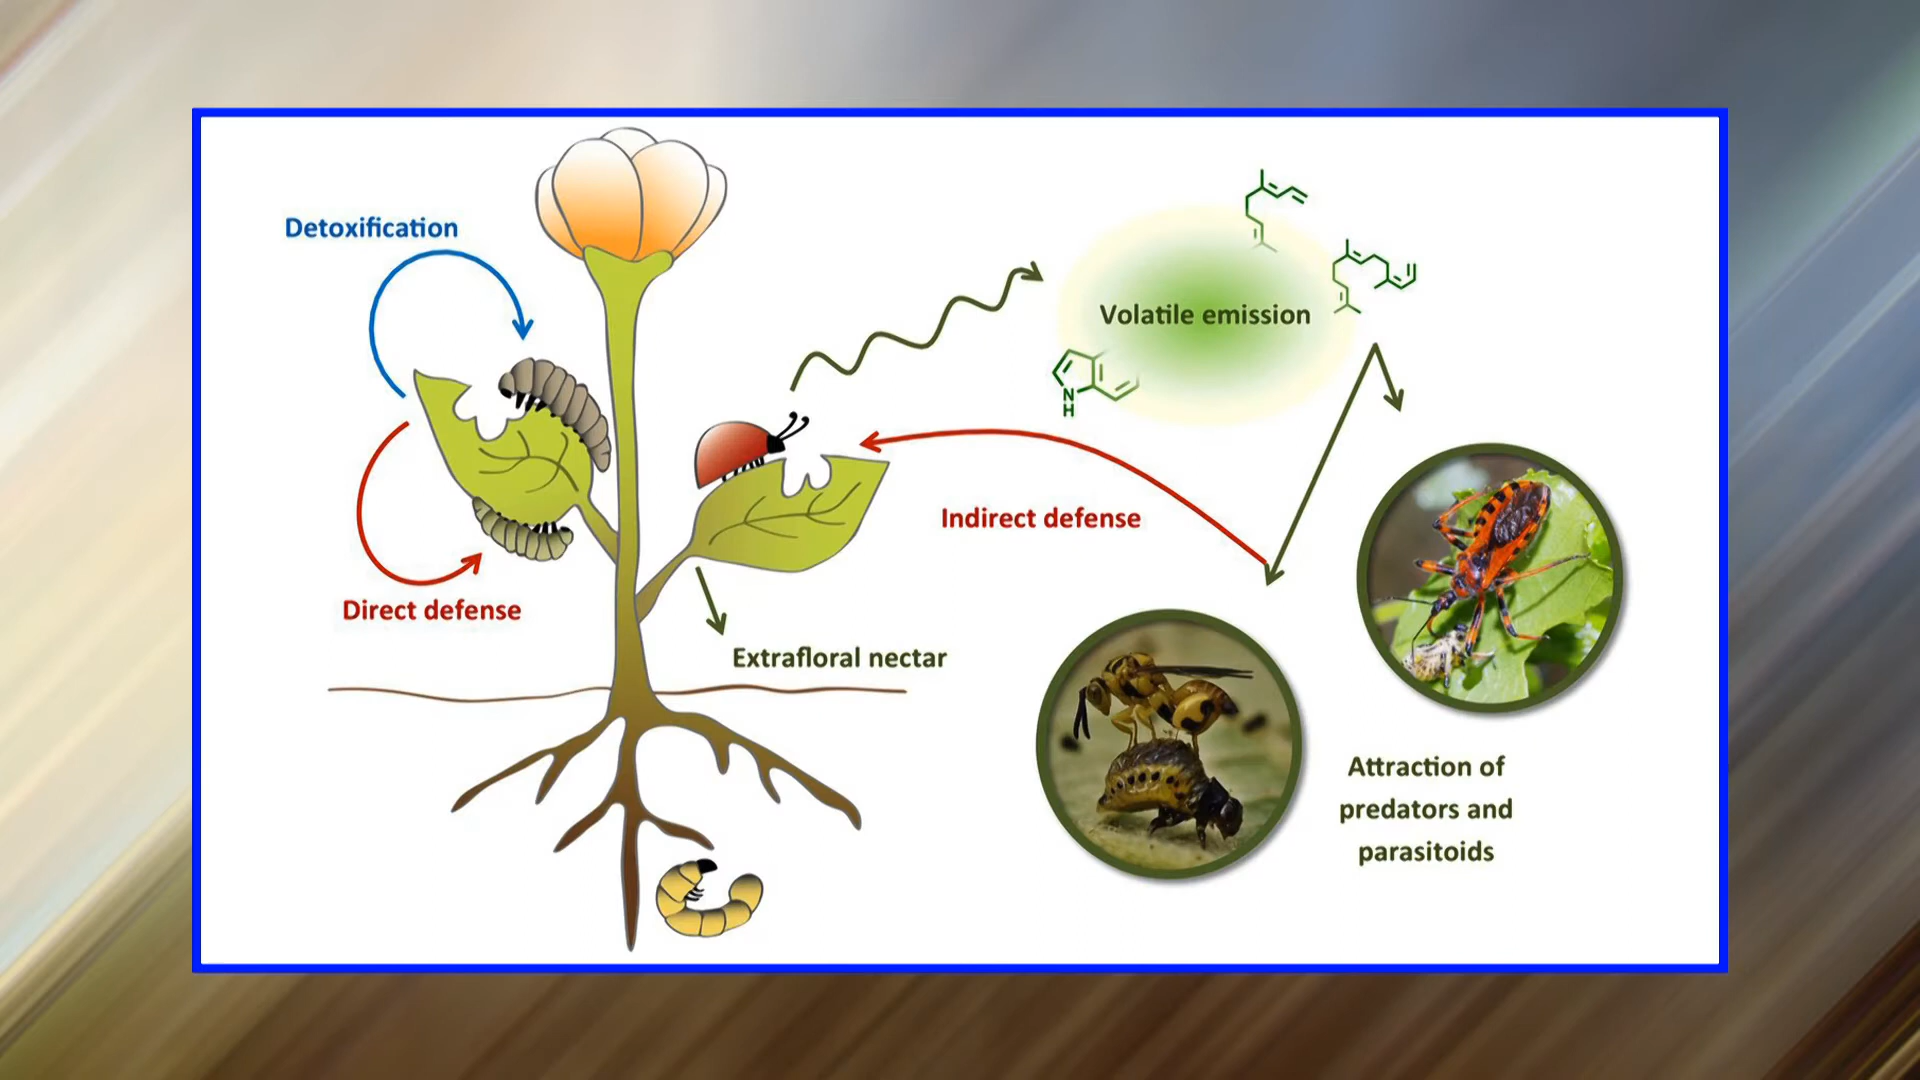 Detoxification
Volatile emission
N
H
Indirect defense
Direct defense
Extrafloral nectar
Attraction of
predators and
parasitoids